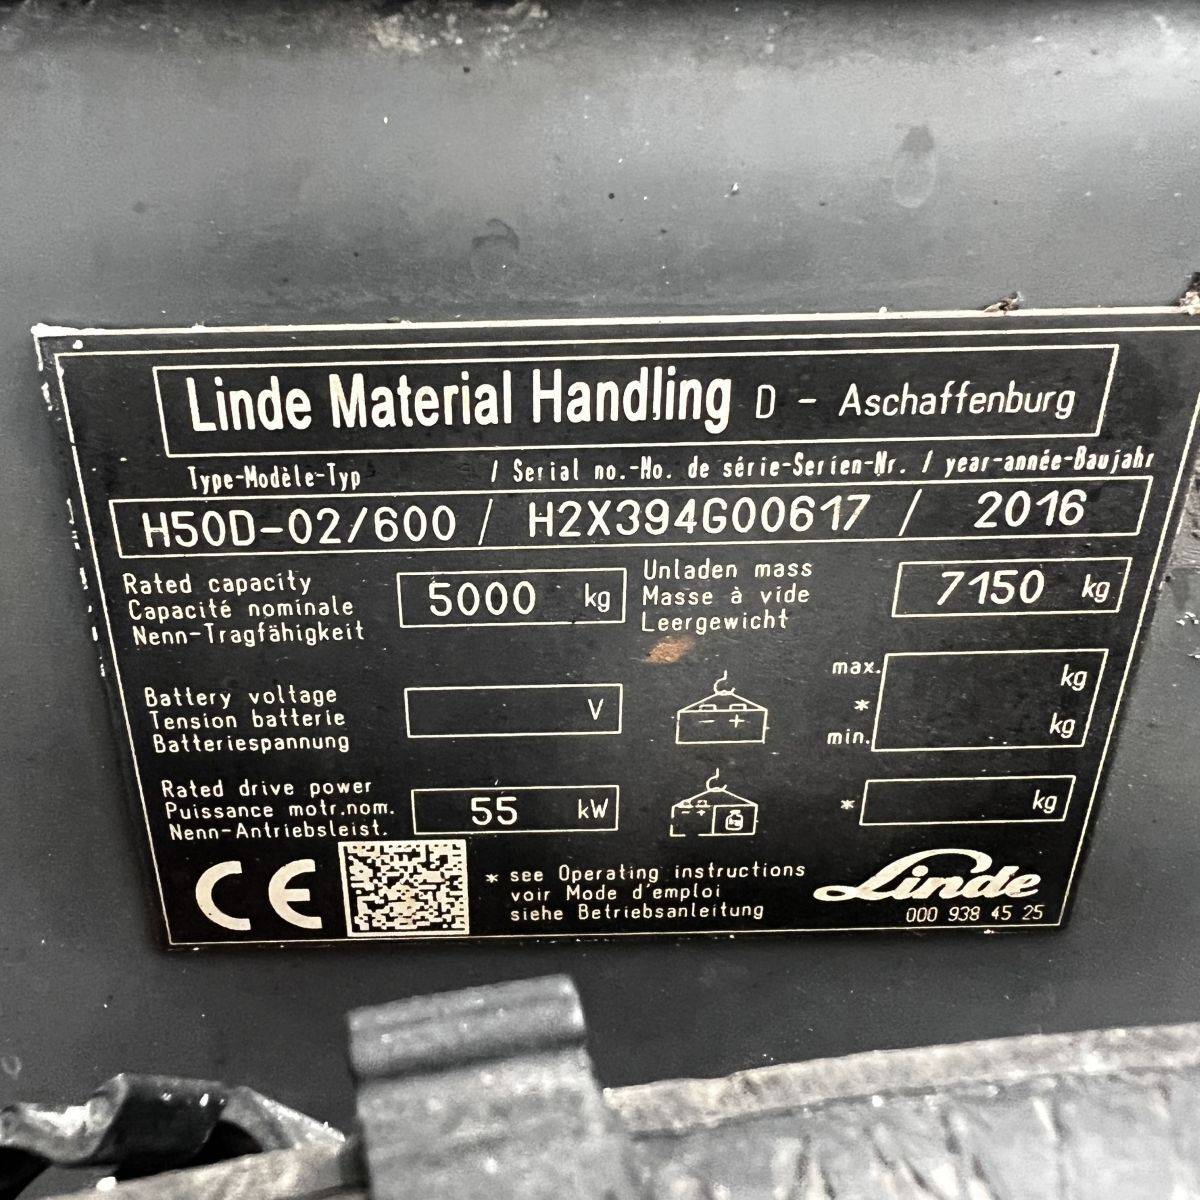 Linde Material Handling D - Aschaffenburg
Type-Modèle-Typ / Serial no.-No. de série-Serien-Nr. / year-année-Baujahr
H50D-02/600 / H2X394G00617 / 2016
Rated capacity
Capacité nominale
Nenn-Tragfähigkeit
5000 kg
Unladen mass
Masse à vide
Leergewicht
7150 kg
Battery voltage
Tension batterie
Batteriespannung
V
- +
max. kg
*
min. kg
Rated drive power
Puissance motr.nom.
Nenn-Antriebsleist.
55 kW
- +
* kg
CE
* see Operating instructions
voir Mode d'emploi
siehe Betriebsanleitung
Linde
000 938 45 25